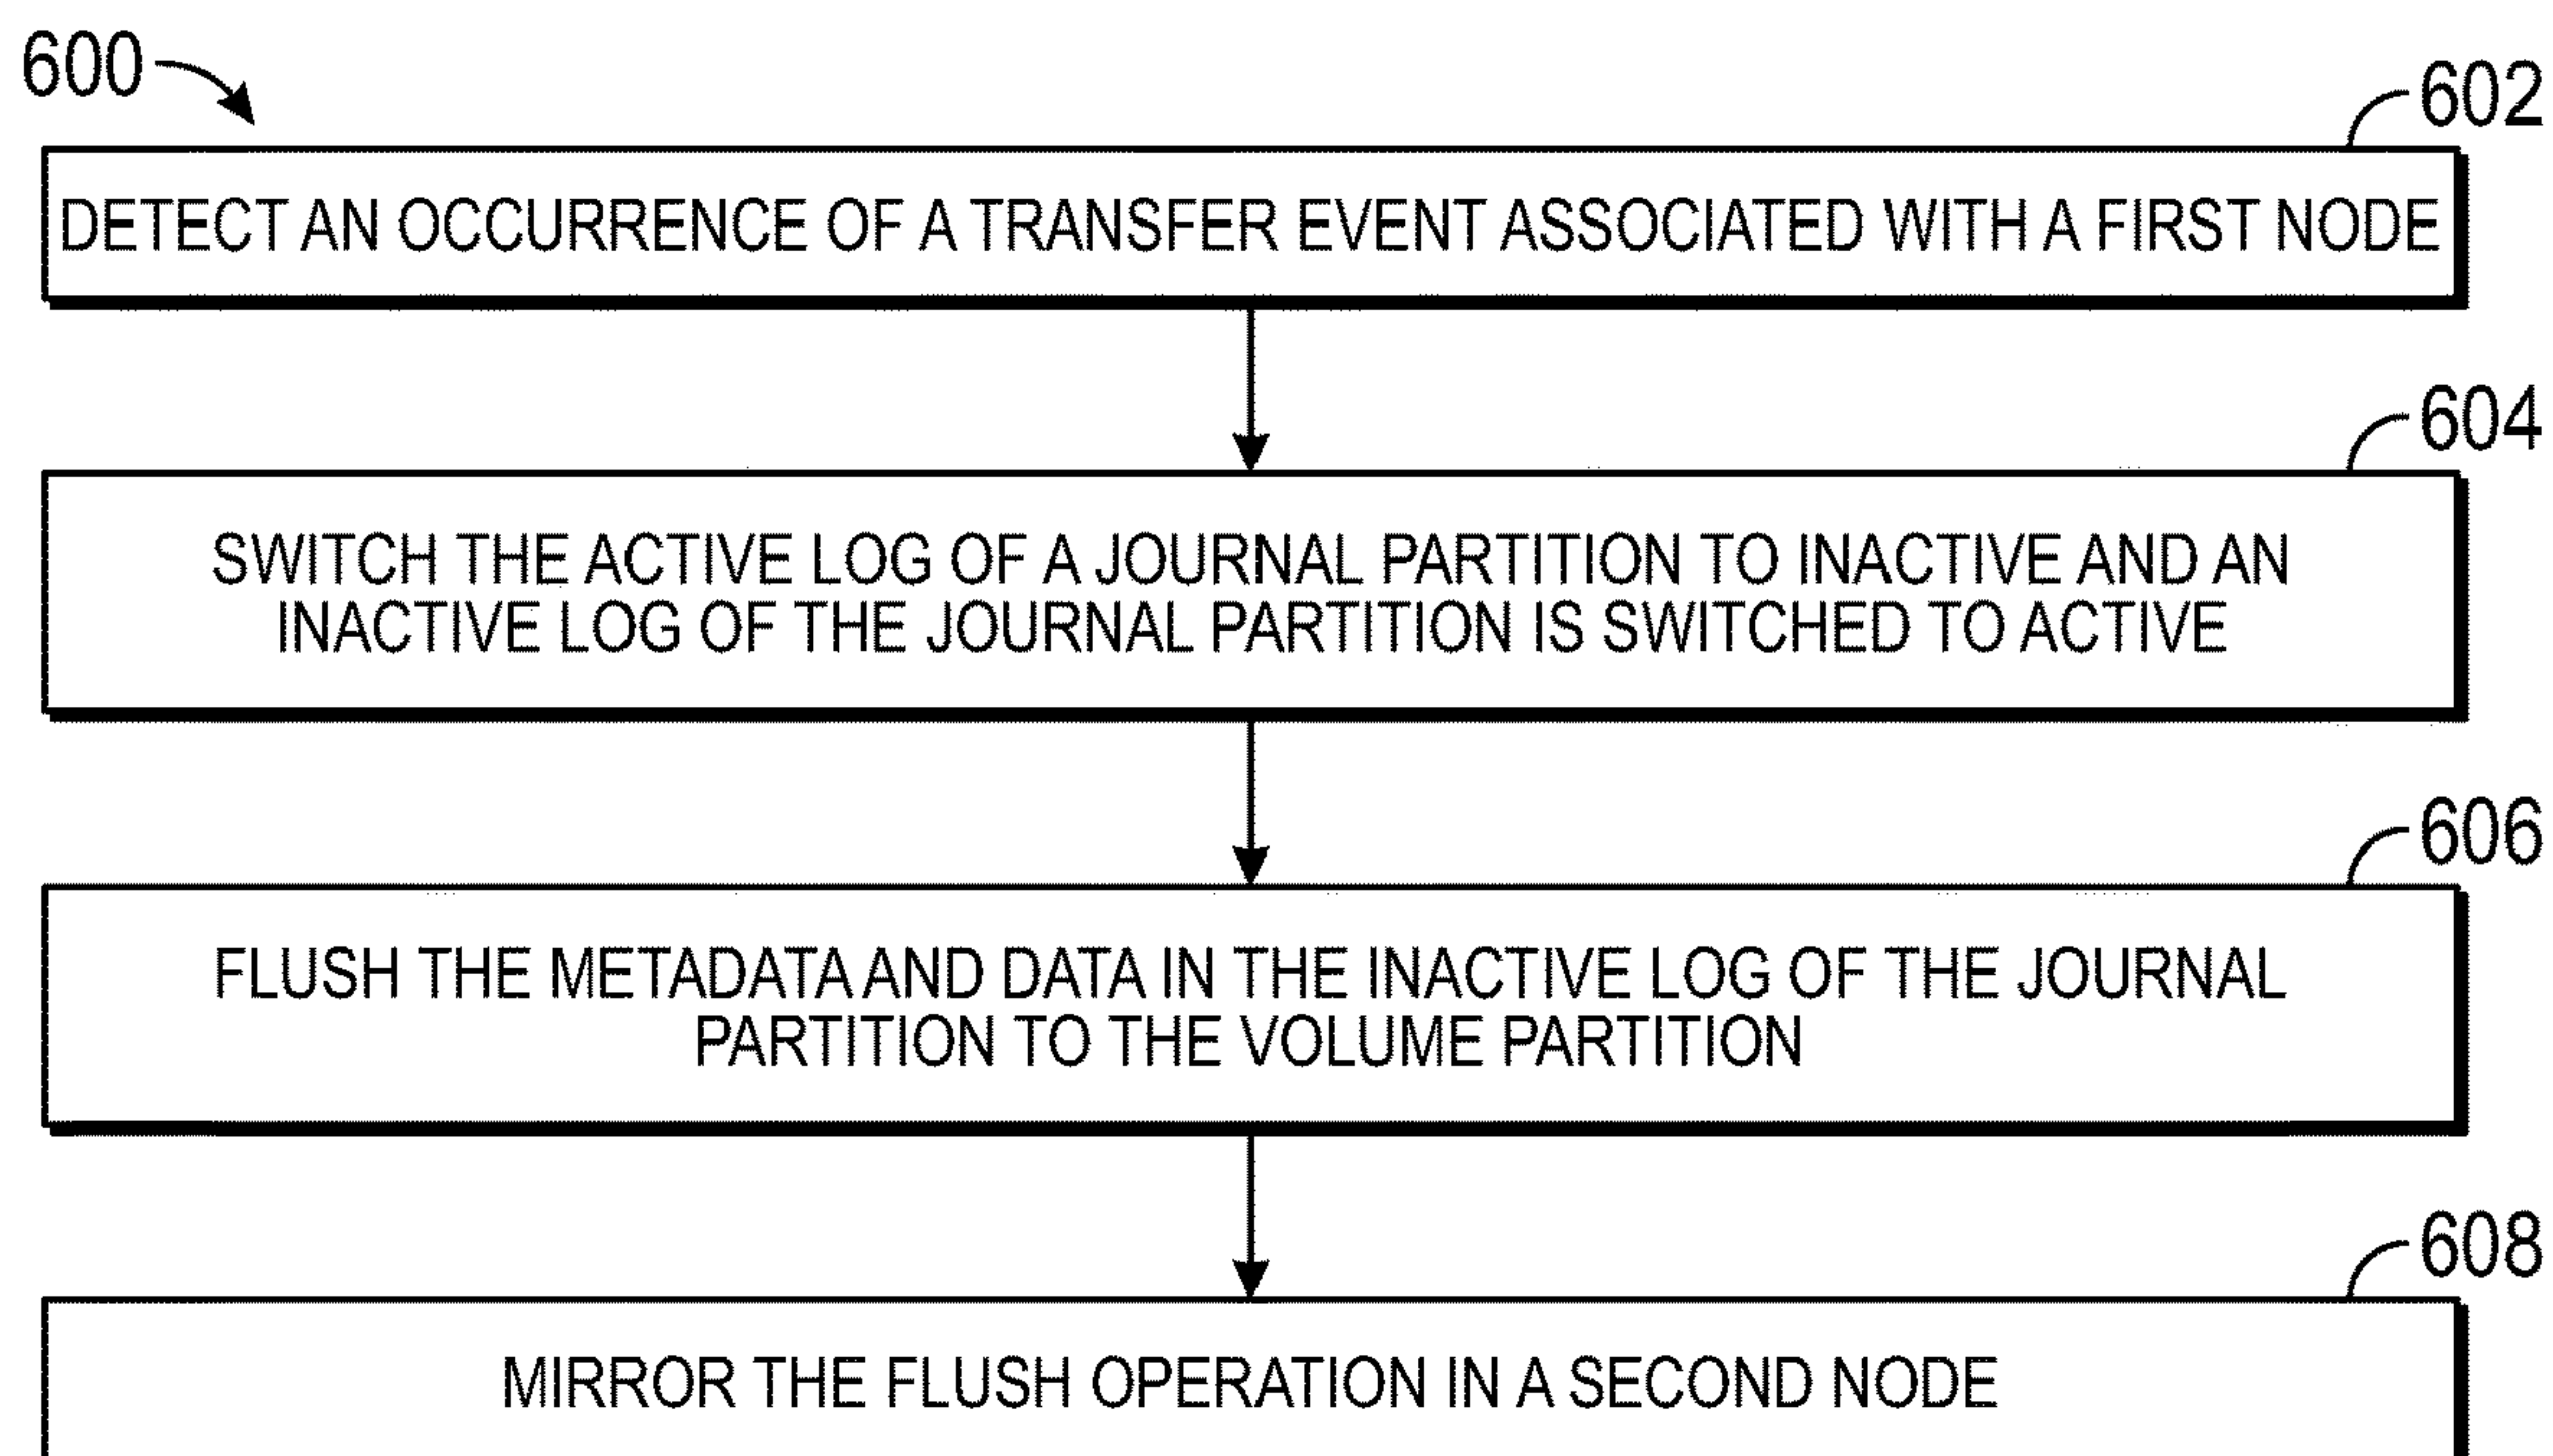 600
602
DETECT AN OCCURRENCE OF A TRANSFER EVENT ASSOCIATED WITH A FIRST NODE
604
SWITCH THE ACTIVE LOG OF A JOURNAL PARTITION TO INACTIVE AND AN
INACTIVE LOG OF THE JOURNAL PARTITION IS SWITCHED TO ACTIVE
606
FLUSH THE METADATA AND DATA IN THE INACTIVE LOG OF THE JOURNAL
PARTITION TO THE VOLUME PARTITION
608
MIRROR THE FLUSH OPERATION IN A SECOND NODE